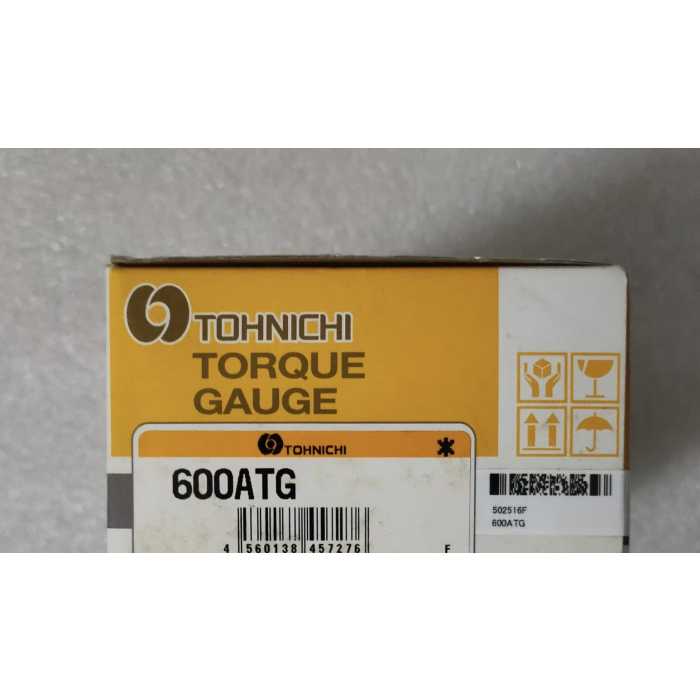 TOHNICHI
TORQUE
GAUGE
TOHNICHI *
600ATG
4 560138 457276 F
502516F
600ATG